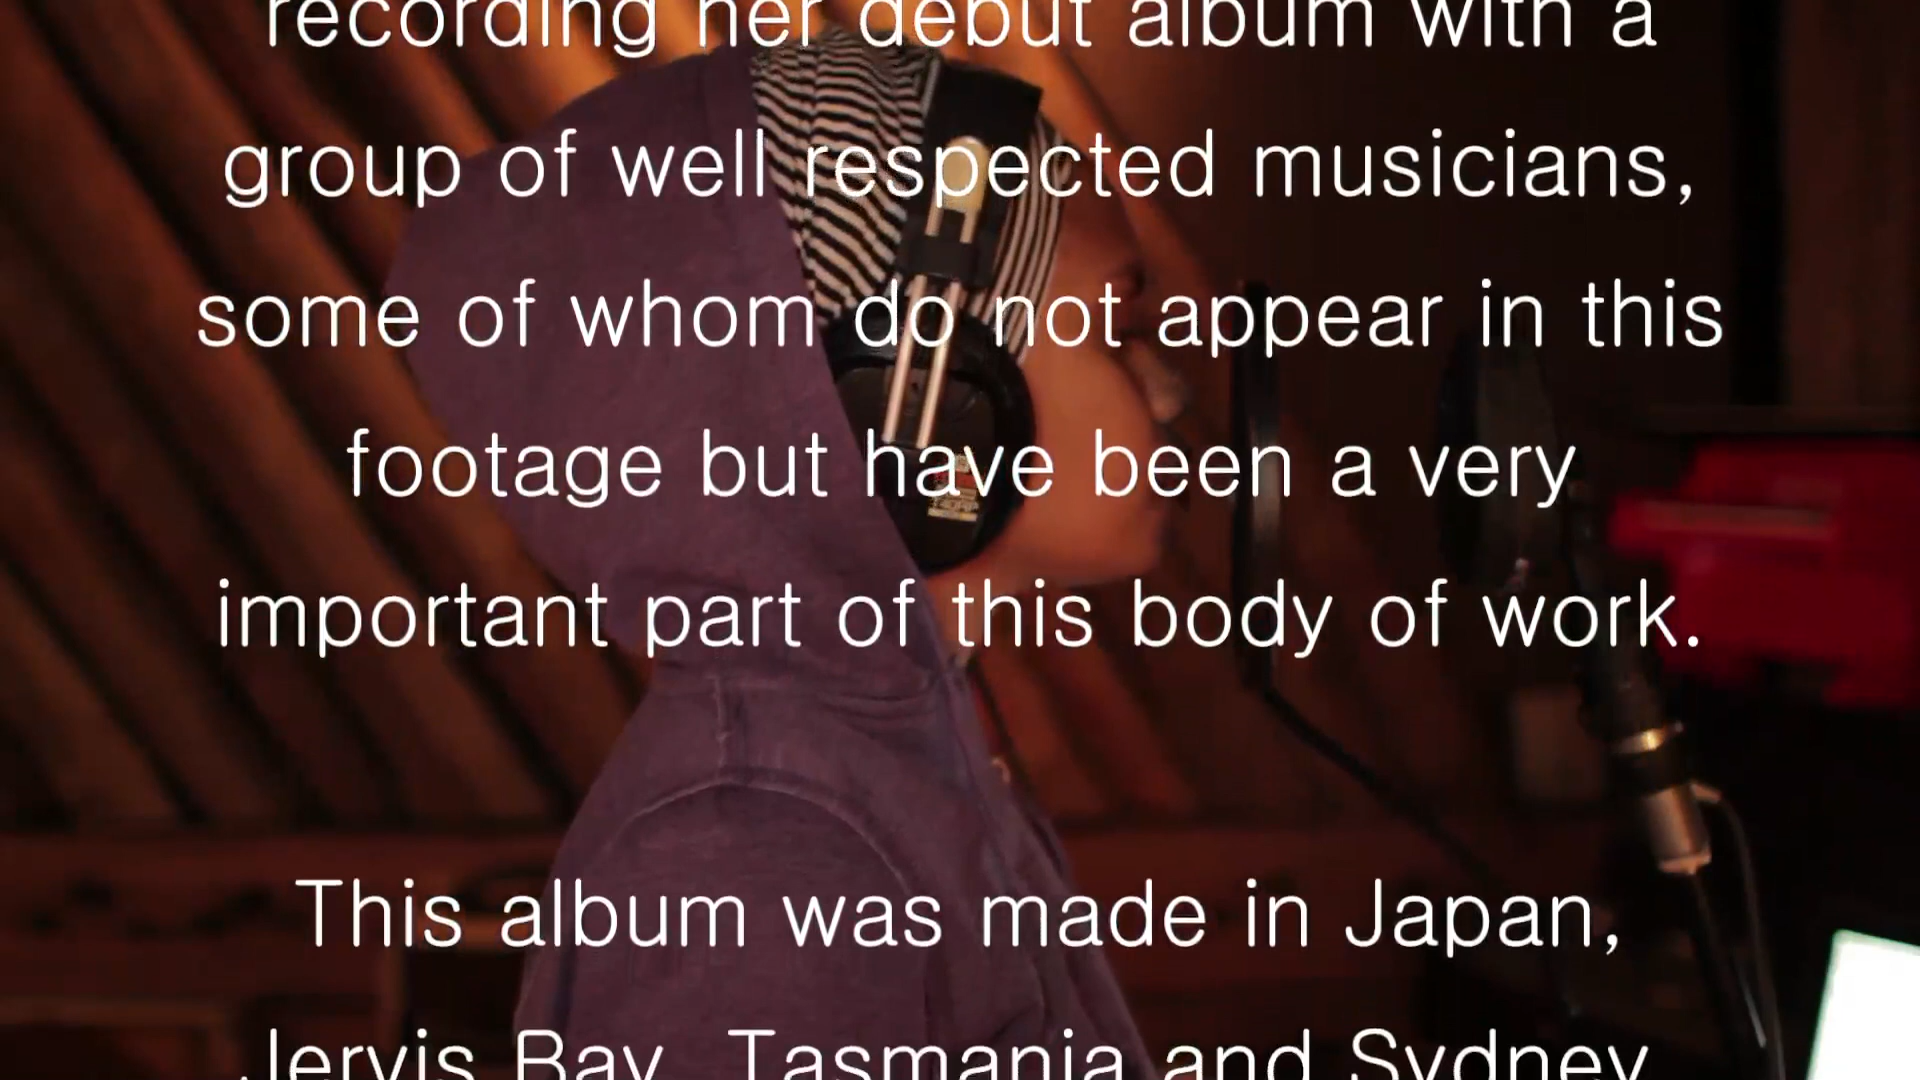 recording her debut album with a
group of well respected musicians,
some of whom do not appear in this
footage but have been a very
important part of this body of work.
This album was made in Japan,
Jervis Bay, Tasmania and Sydney